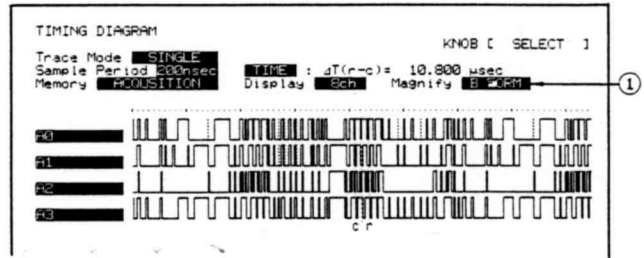 TIMING DIAGRAM
KNOB [ SELECT ]
Trace Mode SINGLE
Sample Period 200nsec TIME : ΔT(r-c)= 10.800 μsec
Memory ACQUSITION Display 8ch Magnify
1
A0
A1
A2
A3
c r